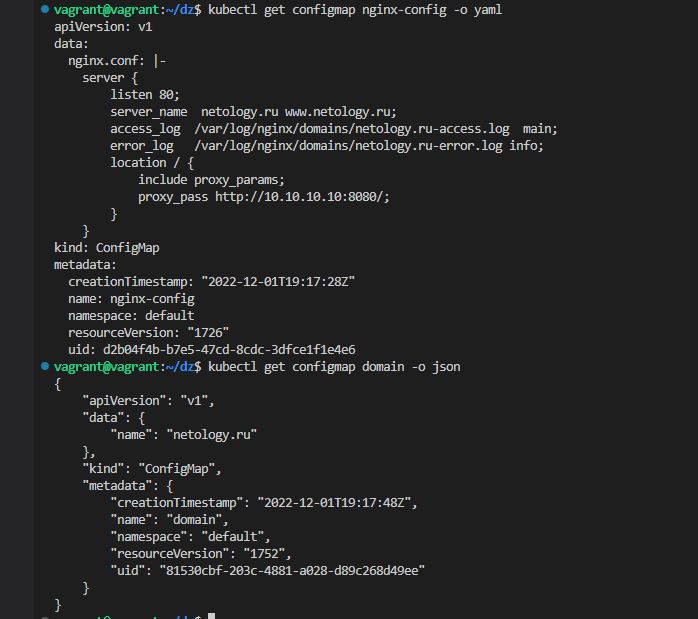 vagrant@vagrant:~/dz$ kubectl get configmap nginx-config -o yaml
apiVersion: v1
data:
  nginx.conf: |-
    server {
        listen 80;
        server_name  netology.ru www.netology.ru;
        access_log  /var/log/nginx/domains/netology.ru-access.log  main;
        error_log   /var/log/nginx/domains/netology.ru-error.log info;
        location / {
            include proxy_params;
            proxy_pass http://10.10.10.10:8080/;
        }
    }
kind: ConfigMap
metadata:
  creationTimestamp: "2022-12-01T19:17:28Z"
  name: nginx-config
  namespace: default
  resourceVersion: "1726"
  uid: d2b04f4b-b7e5-47cd-8cdc-3dfce1f1e4e6
vagrant@vagrant:~/dz$ kubectl get configmap domain -o json
{
    "apiVersion": "v1",
    "data": {
        "name": "netology.ru"
    },
    "kind": "ConfigMap",
    "metadata": {
        "creationTimestamp": "2022-12-01T19:17:48Z",
        "name": "domain",
        "namespace": "default",
        "resourceVersion": "1752",
        "uid": "81530cbf-203c-4881-a028-d89c268d49ee"
    }
}
vagrant@vagrant:~/dz$